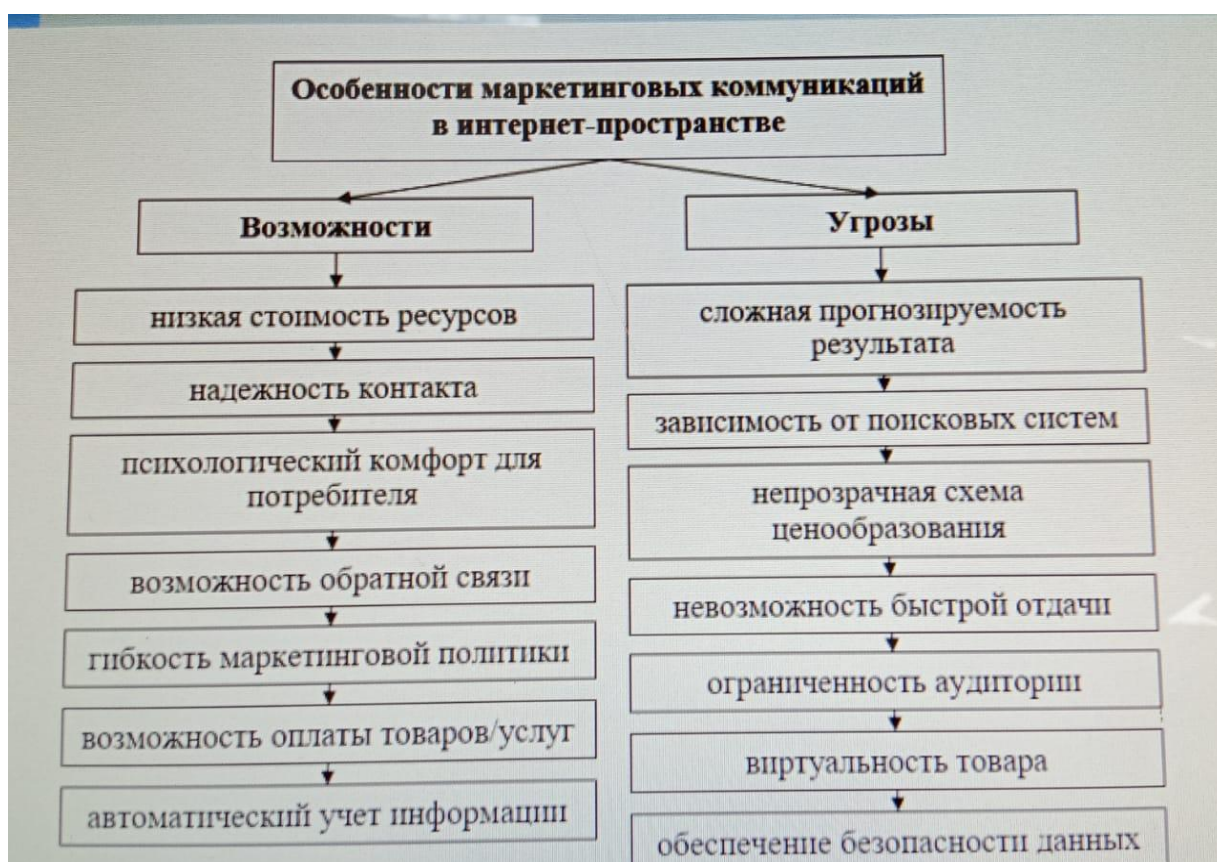 Особенности маркетинговых коммуникаций
в интернет-пространстве
Возможности
низкая стоимость ресурсов
надежность контакта
психологический комфорт для
потребителя
возможность обратной связи
гибкость маркетинговой политики
возможность оплаты товаров/услуг
автоматический учет информации
Угрозы
сложная прогнозируемость
результата
зависимость от поисковых систем
непрозрачная схема
ценообразования
невозможность быстрой отдачи
ограниченность аудитории
виртуальность товара
обеспечение безопасности данных